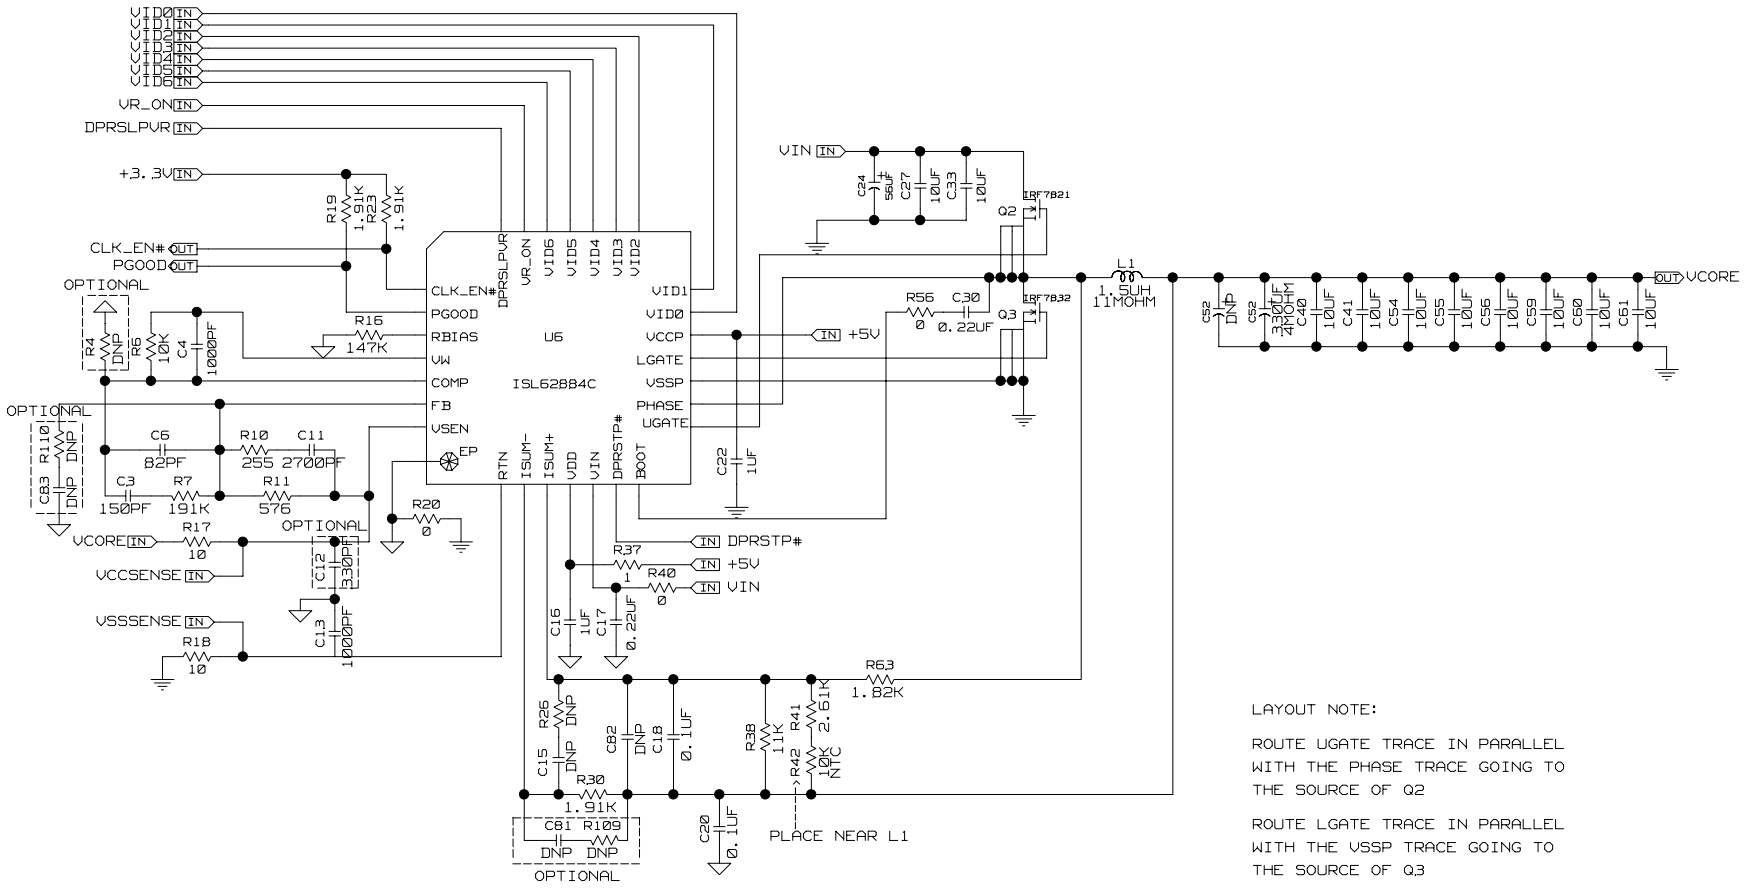 VID0 IN
VID1 IN
VID2 IN
VID3 IN
VID4 IN
VID5 IN
VID6 IN
VR_ON IN
DPRSLPVR IN
+3.3V IN
R19
1.91K
R23
1.91K
CLK_EN# OUT
PGOOD OUT
OPTIONAL
R4
DNP
R6
10K
C4
1000PF
R16
147K
OPTIONAL
R110
DNP
C83
DNP
C6
82PF
R10
255
C11
2700PF
C3
150PF
R7
191K
R11
576
VCORE IN
R17
10
OPTIONAL
C12
330PF
VCCSENSE IN
VSSSENSE IN
C13
1000PF
R18
10
DPRSLPVR
VR_ON
VID6
VID5
VID4
VID3
VID2
CLK_EN#
PGOOD
RBIAS
VW
COMP
FB
VSEN
EP
U6
ISL62884C
VID1
VID0
VCCP
LGATE
VSSP
PHASE
UGATE
RTN
ISUM-
ISUM+
VDD
VIN
DPRSTP#
BOOT
R20
0
IN DPRSTP#
R37
1
IN +5V
R40
0
IN VIN
C16
1UF
C17
0.22UF
C22
1UF
IN +5V
VIN IN
C24
56UF
C27
10UF
C33
10UF
IRF7821
Q2
R56
0
C30
0.22UF
IRF7832
Q3
L1
1.5UH
11MOHM
OUT VCORE
C52
DNP
C52
330UF
4MOHM
C40
10UF
C41
10UF
C54
10UF
C55
10UF
C56
10UF
C59
10UF
C60
10UF
C61
10UF
R63
1.82K
R26
DNP
C15
DNP
C82
DNP
C18
0.1UF
R38
11K
R41
2.61K
R42
10K
NTC
R30
1.91K
C81
DNP
R109
DNP
OPTIONAL
C20
0.1UF
PLACE NEAR L1
LAYOUT NOTE:
ROUTE UGATE TRACE IN PARALLEL
WITH THE PHASE TRACE GOING TO
THE SOURCE OF Q2
ROUTE LGATE TRACE IN PARALLEL
WITH THE VSSP TRACE GOING TO
THE SOURCE OF Q3